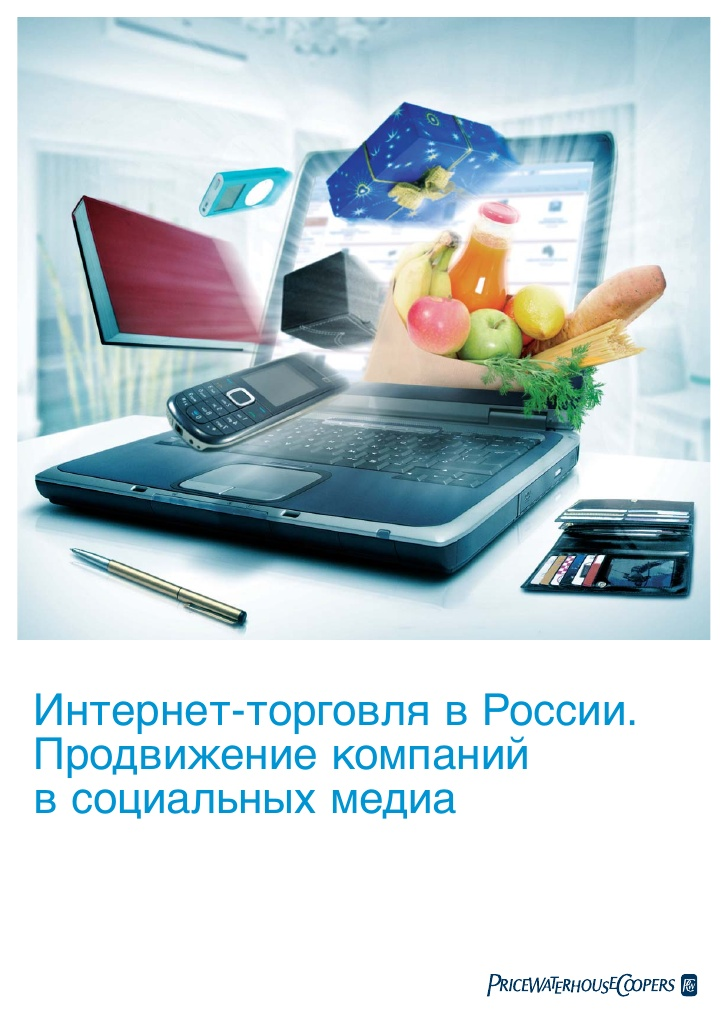 Интернет-торговля в России.
Продвижение компаний
в социальных медиа
PRICEWATERHOUSECOOPERS